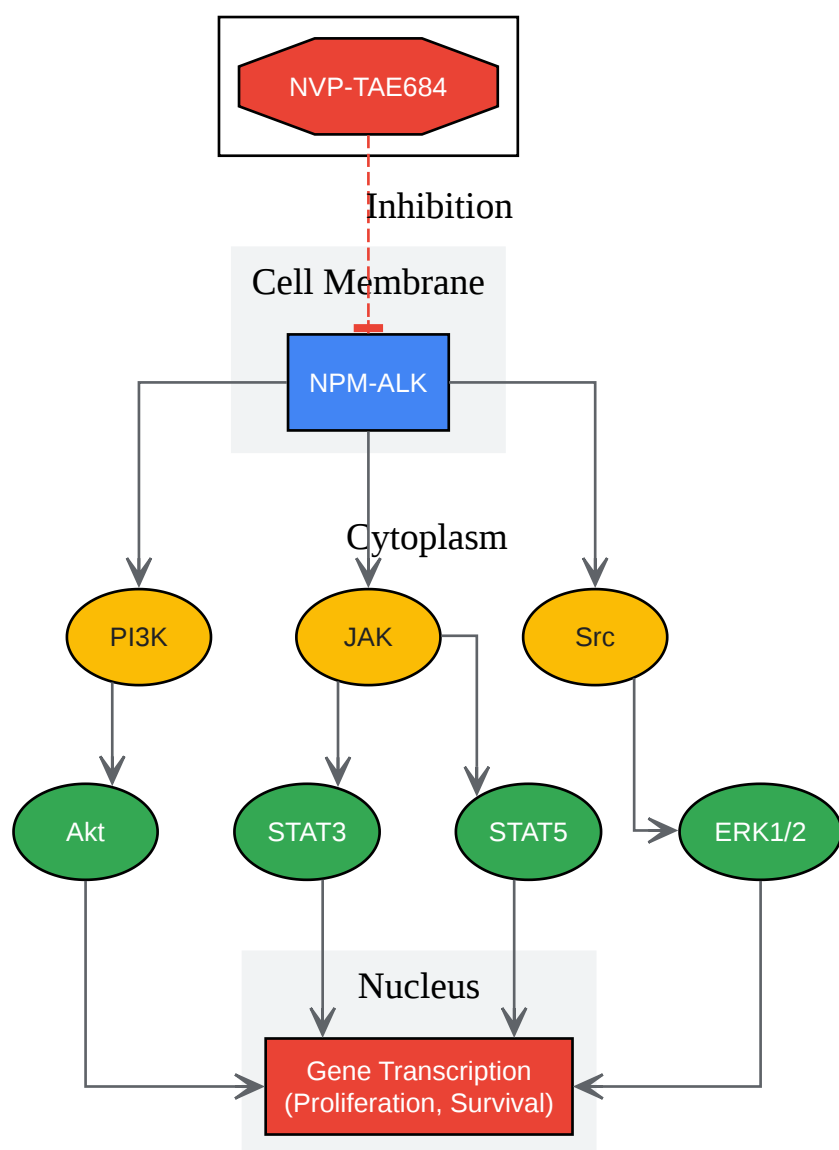 NVP-TAE684
Inhibition
Cell Membrane
NPM-ALK
Cytoplasm
PI3K
JAK
Src
Akt
STAT3
STAT5
ERK1/2
Nucleus
Gene Transcription
(Proliferation, Survival)